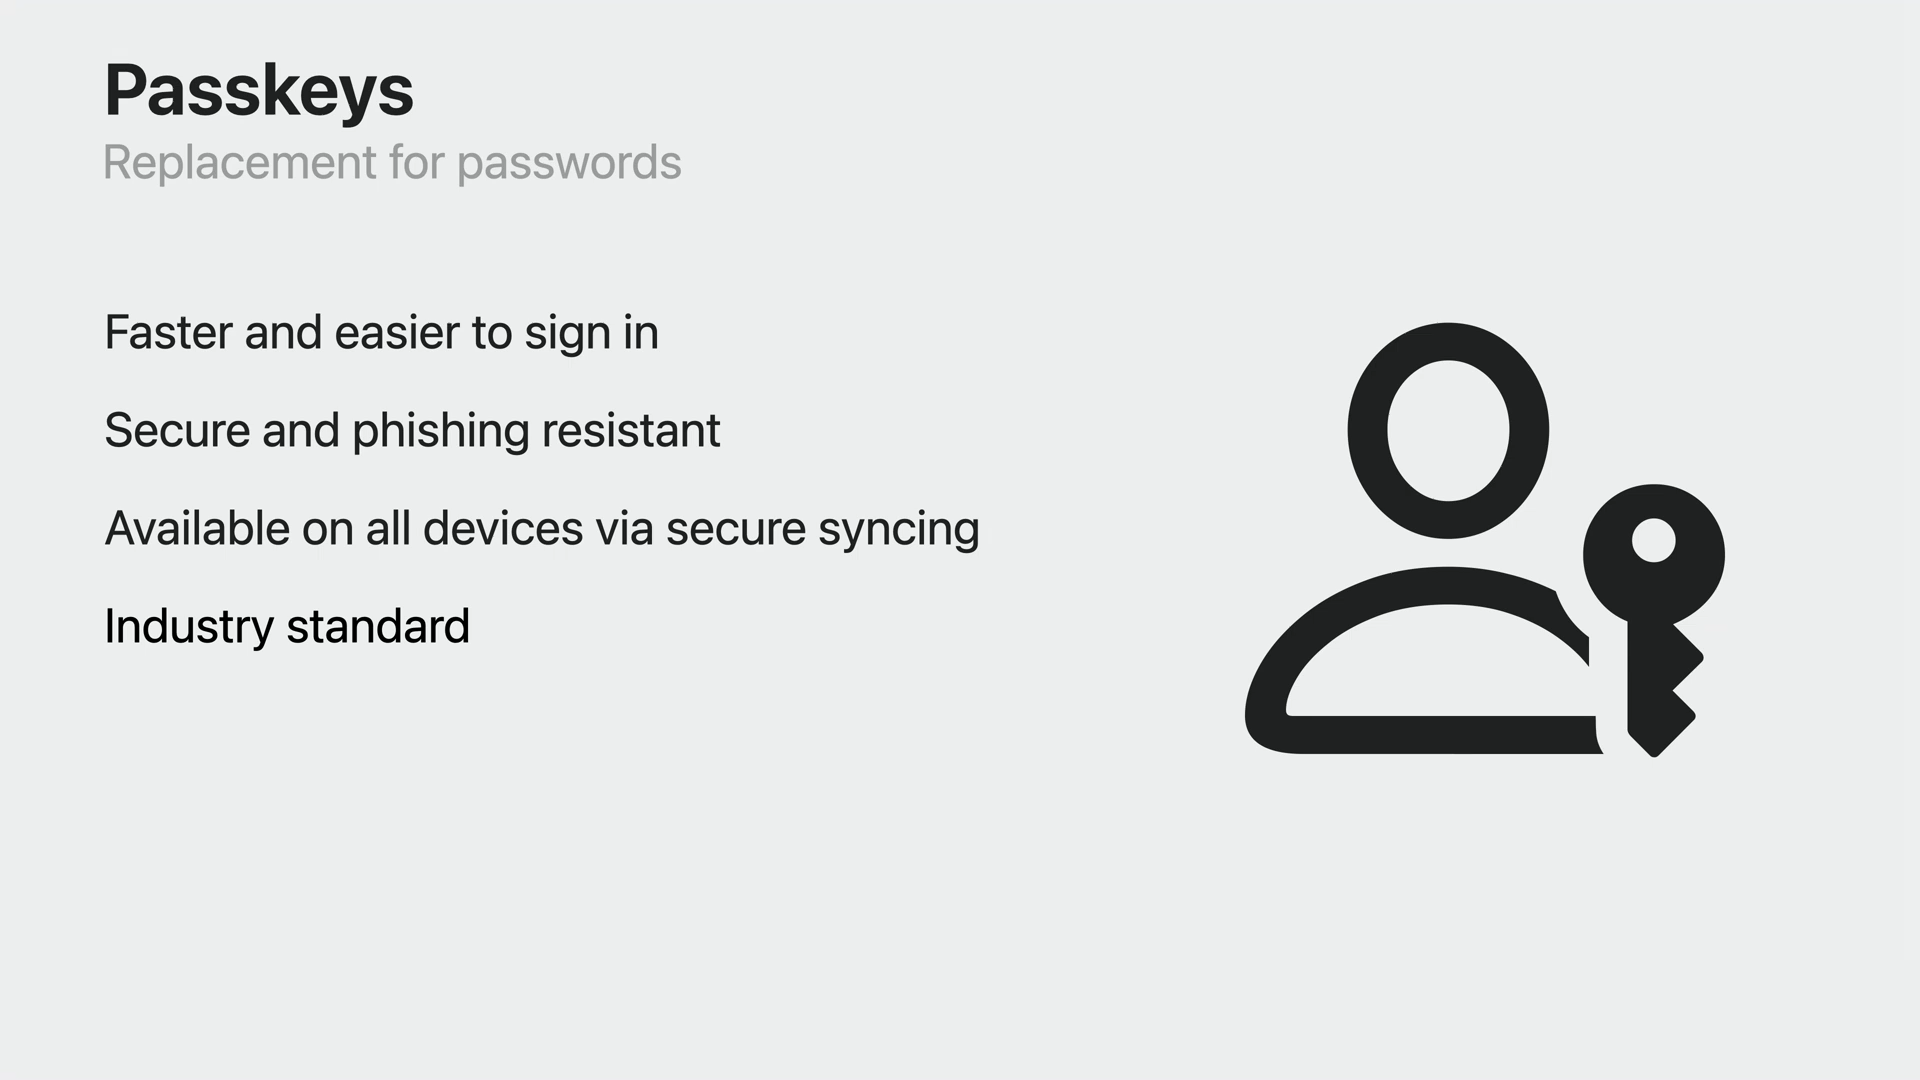 Passkeys
Replacement for passwords
Faster and easier to sign in
Secure and phishing resistant
Available on all devices via secure syncing
Industry standard